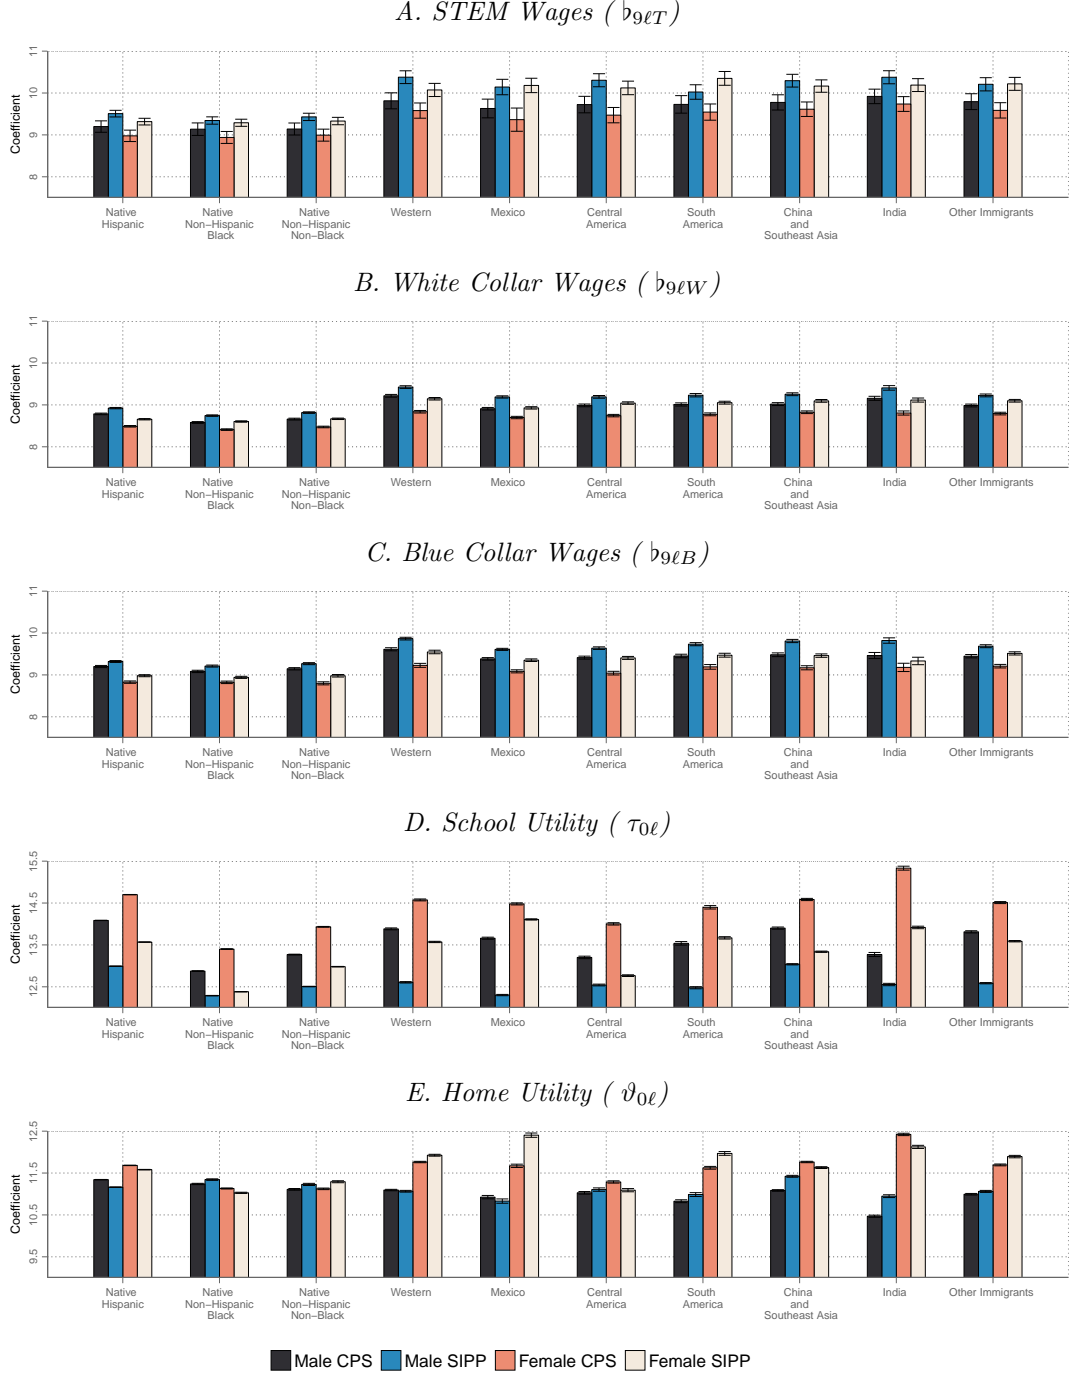 A. STEM Wages ( ♭9ℓT)
Coefficient
11
10
9
8
Native
Hispanic
Native
Non−Hispanic
Black
Native
Non−Hispanic
Non−Black
Western
Mexico
Central
America
South
America
China
and
Southeast Asia
India
Other Immigrants
B. White Collar Wages ( ♭9ℓW)
Coefficient
11
10
9
8
Native
Hispanic
Native
Non−Hispanic
Black
Native
Non−Hispanic
Non−Black
Western
Mexico
Central
America
South
America
China
and
Southeast Asia
India
Other Immigrants
C. Blue Collar Wages ( ♭9ℓB)
Coefficient
11
10
9
8
Native
Hispanic
Native
Non−Hispanic
Black
Native
Non−Hispanic
Non−Black
Western
Mexico
Central
America
South
America
China
and
Southeast Asia
India
Other Immigrants
D. School Utility ( τ0ℓ)
Coefficient
15.5
14.5
13.5
12.5
Native
Hispanic
Native
Non−Hispanic
Black
Native
Non−Hispanic
Non−Black
Western
Mexico
Central
America
South
America
China
and
Southeast Asia
India
Other Immigrants
E. Home Utility ( ϑ0ℓ)
Coefficient
12.5
11.5
10.5
9.5
Native
Hispanic
Native
Non−Hispanic
Black
Native
Non−Hispanic
Non−Black
Western
Mexico
Central
America
South
America
China
and
Southeast Asia
India
Other Immigrants
Male CPS Male SIPP Female CPS Female SIPP